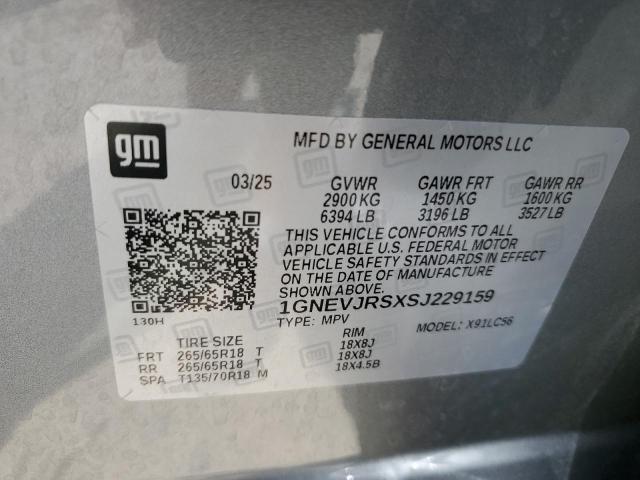 gm
MFD BY GENERAL MOTORS LLC
03/25 GVWR GAWR FRT GAWR RR
2900 KG 1450 KG 1600 KG
6394 LB 3196 LB 3527 LB
THIS VEHICLE CONFORMS TO ALL
APPLICABLE U.S. FEDERAL MOTOR
VEHICLE SAFETY STANDARDS IN EFFECT
ON THE DATE OF MANUFACTURE
SHOWN ABOVE.
1GNEVJRSXSJ229159
130H
TYPE: MPV MODEL: X91LC56
TIRE SIZE RIM
FRT 265/65R18 T 18X8J
RR 265/65R18 T 18X8J
SPA T135/70R18 M 18X4.5B